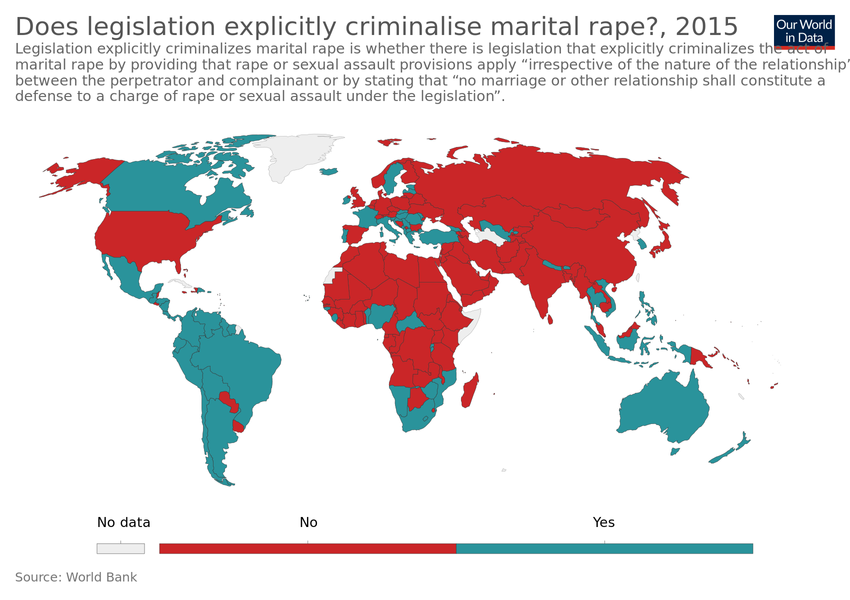 Does legislation explicitly criminalise marital rape?, 2015
Our World
in Data
Legislation explicitly criminalizes marital rape is whether there is legislation that explicitly criminalizes the act of
marital rape by providing that rape or sexual assault provisions apply “irrespective of the nature of the relationship”
between the perpetrator and complainant or by stating that “no marriage or other relationship shall constitute a
defense to a charge of rape or sexual assault under the legislation”.
No data
No
Yes
Source: World Bank